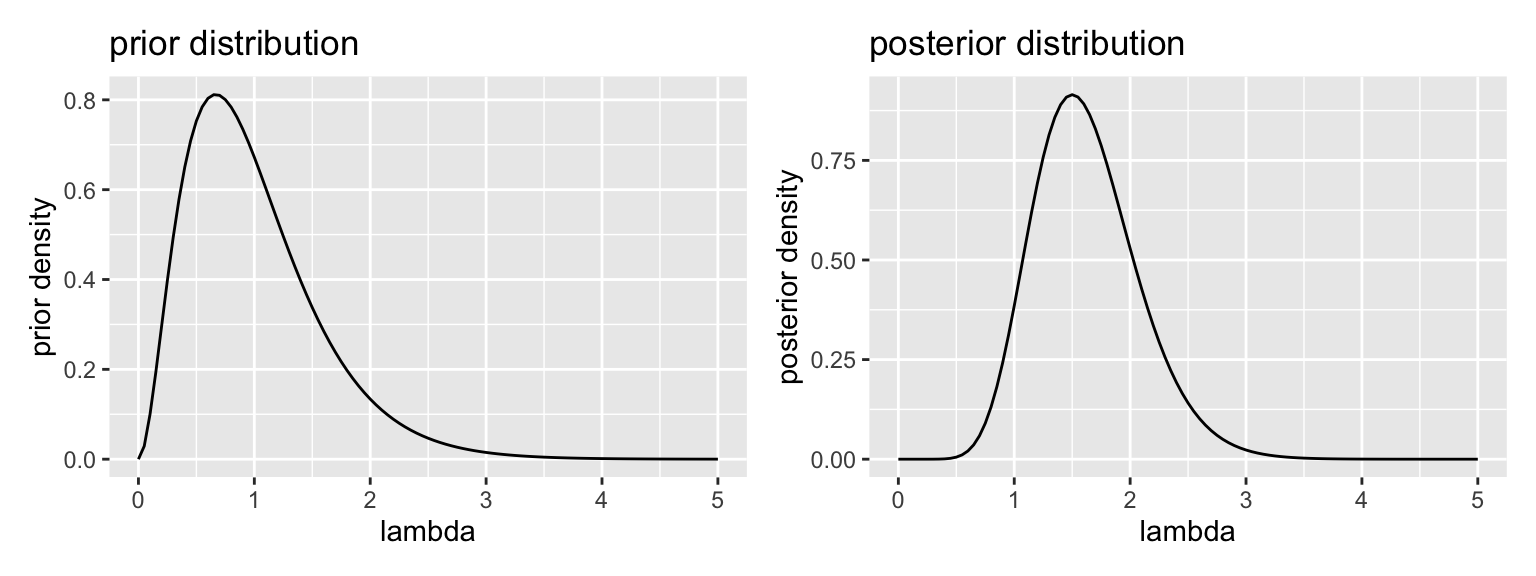 prior distribution
prior density
0.8
0.6
0.4
0.2
0.0
0 1 2 3 4 5
lambda
posterior distribution
posterior density
0.75
0.50
0.25
0.00
0 1 2 3 4 5
lambda